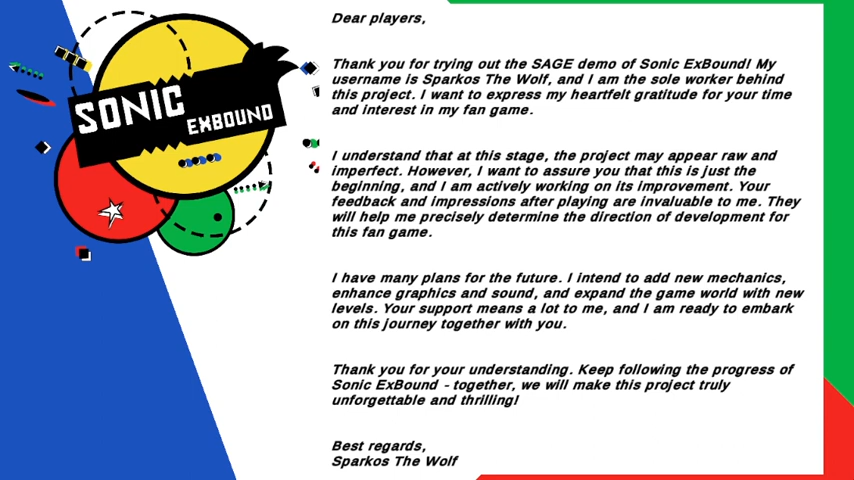 SONIC
EXBOUND
Dear players,
Thank you for trying out the SAGE demo of Sonic ExBound! My
username is Sparkos The Wolf, and I am the sole worker behind
this project. I want to express my heartfelt gratitude for your time
and interest in my fan game.
I understand that at this stage, the project may appear raw and
imperfect. However, I want to assure you that this is just the
beginning, and I am actively working on its improvement. Your
feedback and impressions after playing are invaluable to me. They
will help me precisely determine the direction of development for
this fan game.
I have many plans for the future. I intend to add new mechanics,
enhance graphics and sound, and expand the game world with new
levels. Your support means a lot to me, and I am ready to embark
on this journey together with you.
Thank you for your understanding. Keep following the progress of
Sonic ExBound - together, we will make this project truly
unforgettable and thrilling!
Best regards,
Sparkos The Wolf